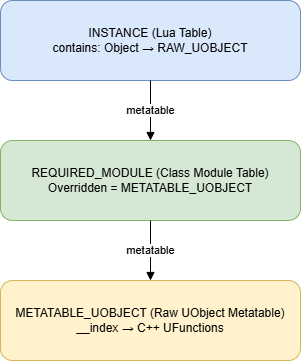 INSTANCE (Lua Table)
contains: Object → RAW_UOBJECT
metatable
REQUIRED_MODULE (Class Module Table)
Overridden = METATABLE_UOBJECT
metatable
METATABLE_UOBJECT (Raw UObject Metatable)
__index → C++ UFunctions